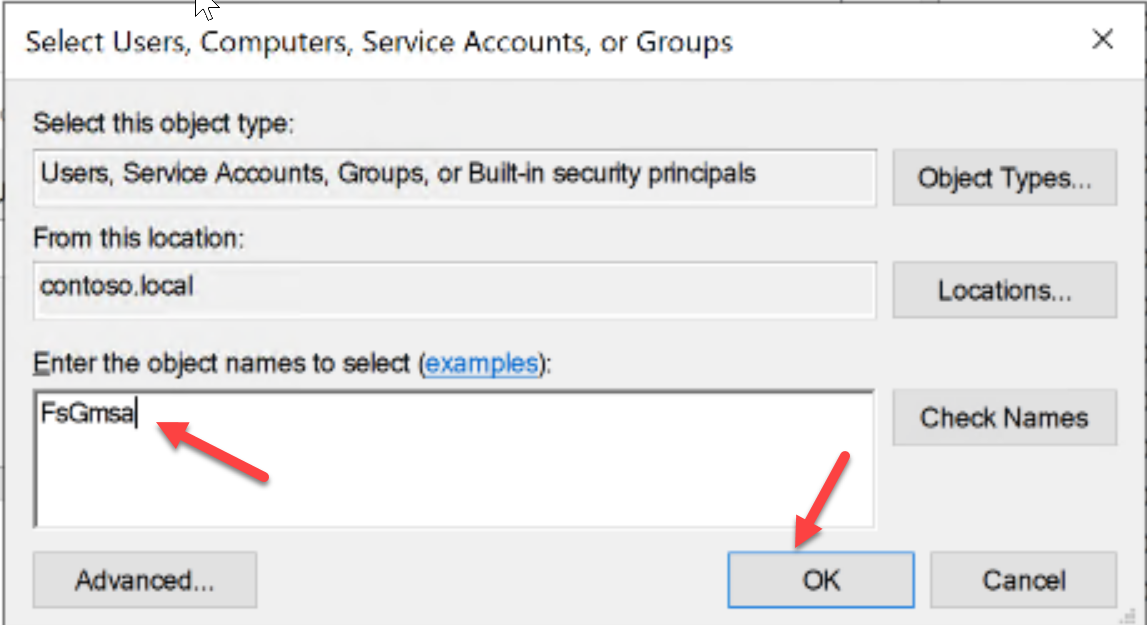 Select Users, Computers, Service Accounts, or Groups
Select this object type:
Users, Service Accounts, Groups, or Built-in security principals
Object Types...
From this location:
contoso.local
Locations...
Enter the object names to select (examples):
FsGmsa
Check Names
Advanced...
OK
Cancel